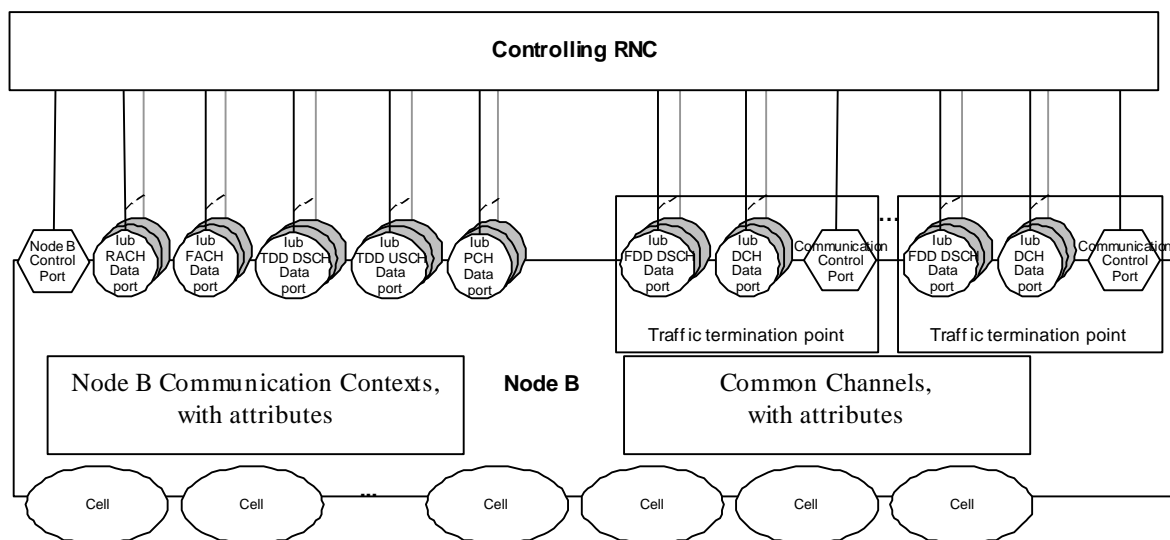 Controlling RNC
Node B
Control
Port
Iub
RACH
Data
port
Iub
FACH
Data
port
Iub
TDD DSCH
Data
port
Iub
TDD USCH
Data
port
Iub
PCH
Data
port
Iub
FDD DSCH
Data
port
Iub
DCH
Data
port
Communication
Control
Port
...
Iub
FDD DSCH
Data
port
Iub
DCH
Data
port
Communication
Control
Port
Traffic termination point
Traffic termination point
Node B Communication Contexts,
with attributes
Node B
Common Channels,
with attributes
Cell
Cell
...
Cell
Cell
Cell
Cell